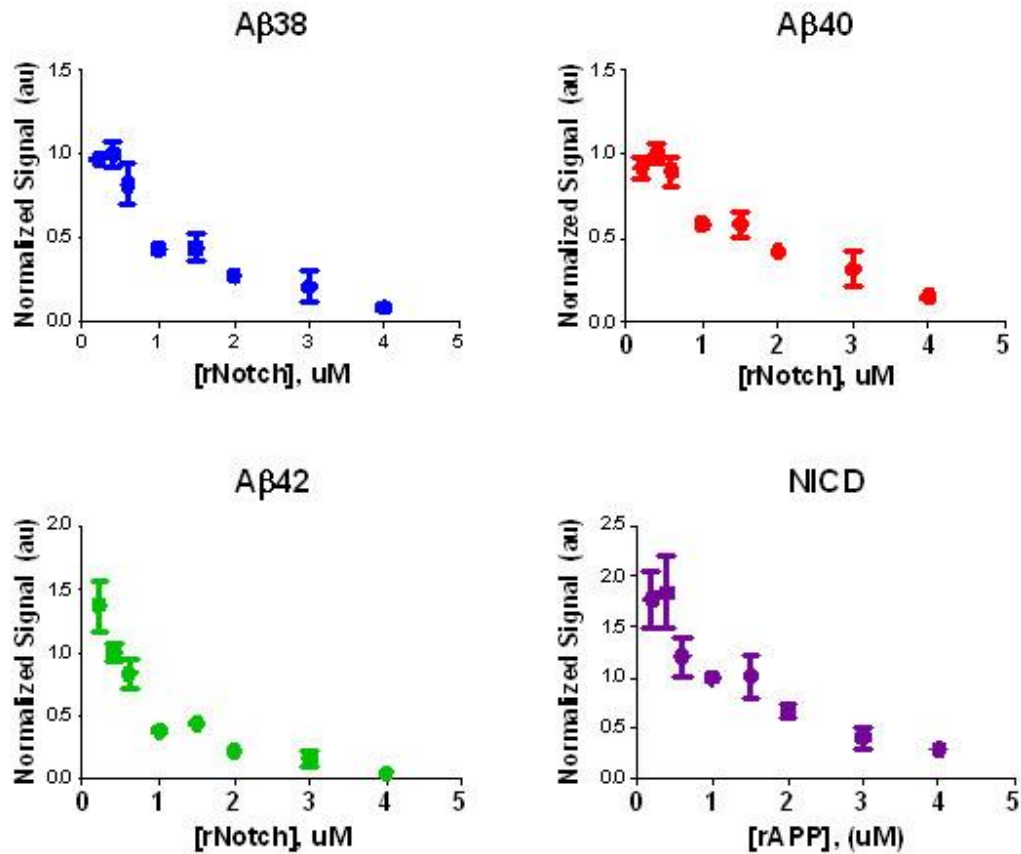 Aβ38
Normalized Signal (au)
1.5
1.0
0.5
0.0
0 1 2 3 4 5
[rNotch], uM
Aβ40
Normalized Signal (au)
1.5
1.0
0.5
0.0
0 1 2 3 4 5
[rNotch], uM
Aβ42
Normalized Signal (au)
2.0
1.5
1.0
0.5
0.0
0 1 2 3 4 5
[rNotch], uM
NICD
Normalized Signal (au)
2.5
2.0
1.5
1.0
0.5
0.0
0 1 2 3 4 5
[rAPP], (uM)